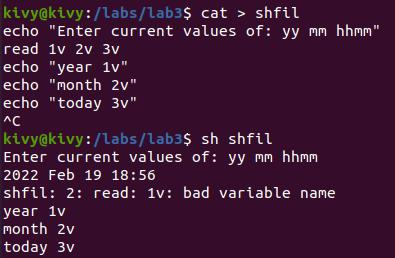 kivy@kivy:/labs/lab3$ cat > shfil
echo "Enter current values of: yy mm hhmm"
read 1v 2v 3v
echo "year 1v"
echo "month 2v"
echo "today 3v"
^C
kivy@kivy:/labs/lab3$ sh shfil
Enter current values of: yy mm hhmm
2022 Feb 19 18:56
shfil: 2: read: 1v: bad variable name
year 1v
month 2v
today 3v